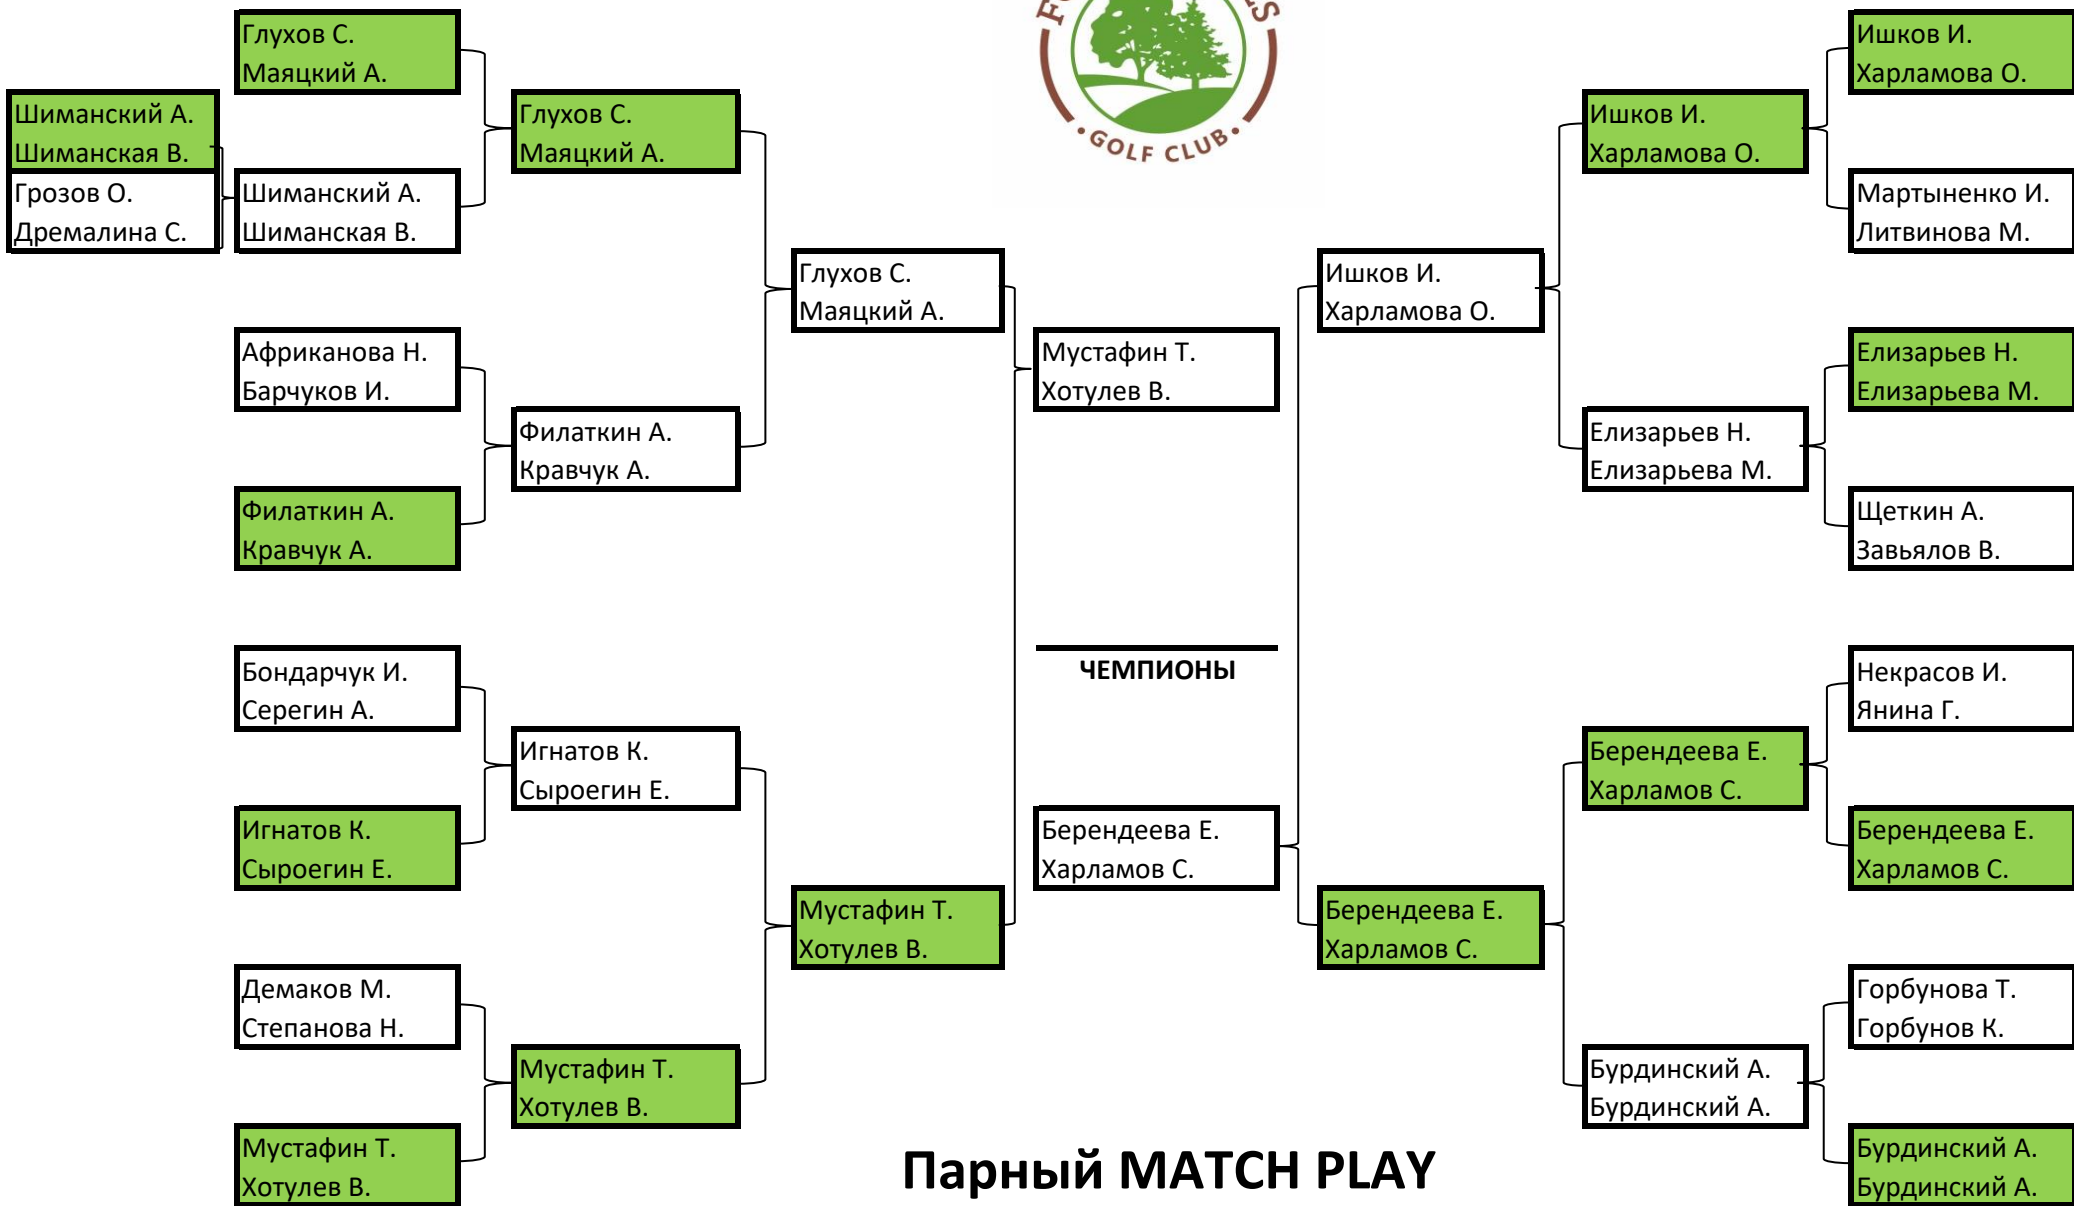 Глухов С.
Маяцкий А.
Шиманский А.
Шиманская В.
Грозов О.
Дремалина С.
Шиманский А.
Шиманская В.
Глухов С.
Маяцкий А.
Африканова Н.
Барчуков И.
Филаткин А.
Кравчук А.
Филаткин А.
Кравчук А.
Глухов С.
Маяцкий А.
Бондарчук И.
Серегин А.
Игнатов К.
Сыроегин Е.
Игнатов К.
Сыроегин Е.
Демаков М.
Степанова Н.
Мустафин Т.
Хотулев В.
Мустафин Т.
Хотулев В.
Мустафин Т.
Хотулев В.
GOLF CLUB
Мустафин Т.
Хотулев В.
ЧЕМПИОНЫ
Берендеева Е.
Харламов С.
Ишков И.
Харламова О.
Берендеева Е.
Харламов С.
Ишков И.
Харламова О.
Елизарьев Н.
Елизарьева М.
Берендеева Е.
Харламов С.
Бурдинский А.
Бурдинский А.
Ишков И.
Харламова О.
Мартыненко И.
Литвинова М.
Елизарьев Н.
Елизарьева М.
Щеткин А.
Завьялов В.
Некрасов И.
Янина Г.
Берендеева Е.
Харламов С.
Горбунова Т.
Горбунов К.
Бурдинский А.
Бурдинский А.
Парный MATCH PLAY